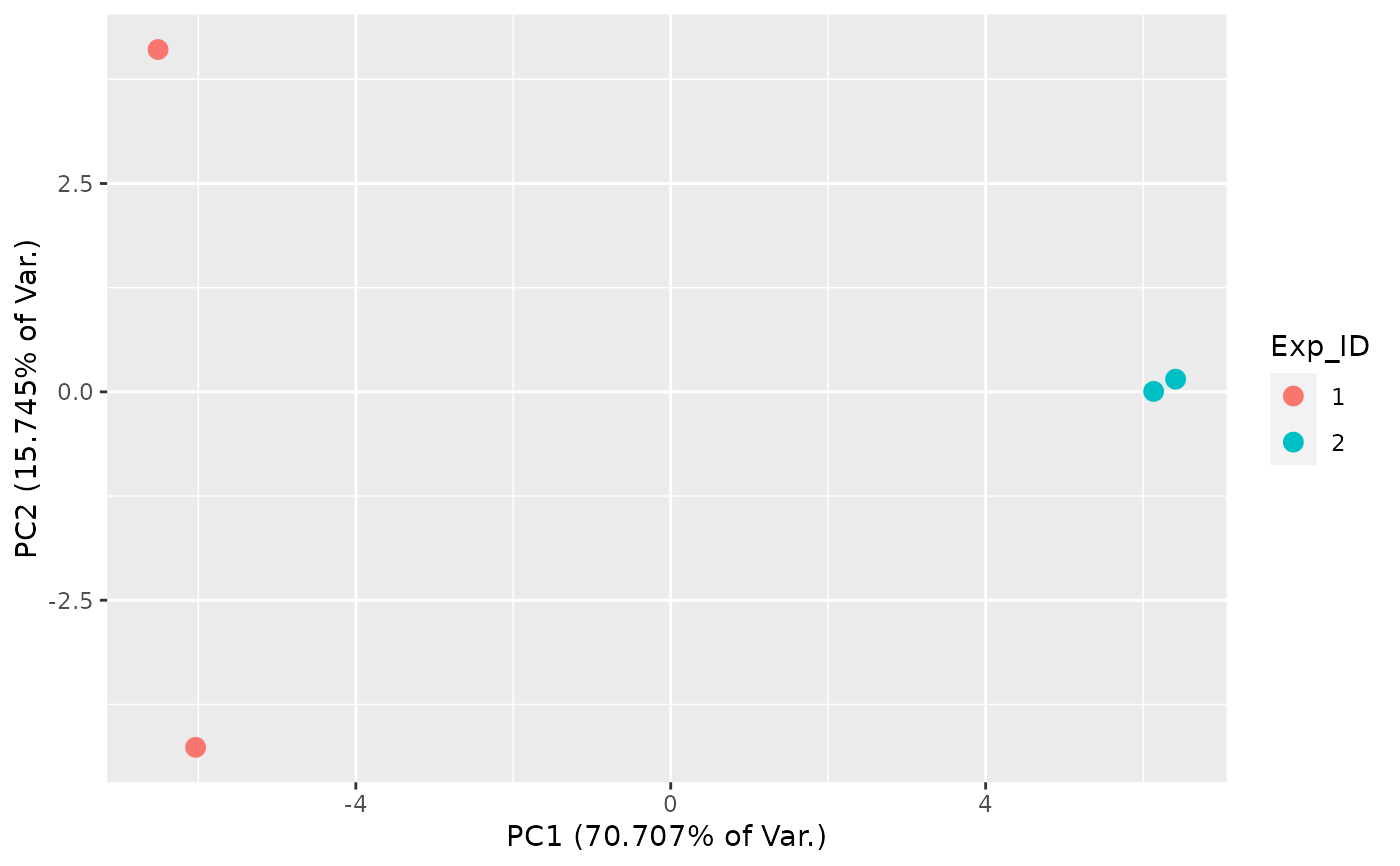 2.5
0.0
-2.5
PC2 (15.745% of Var.)
-4
0
4
PC1 (70.707% of Var.)
Exp_ID
1
2